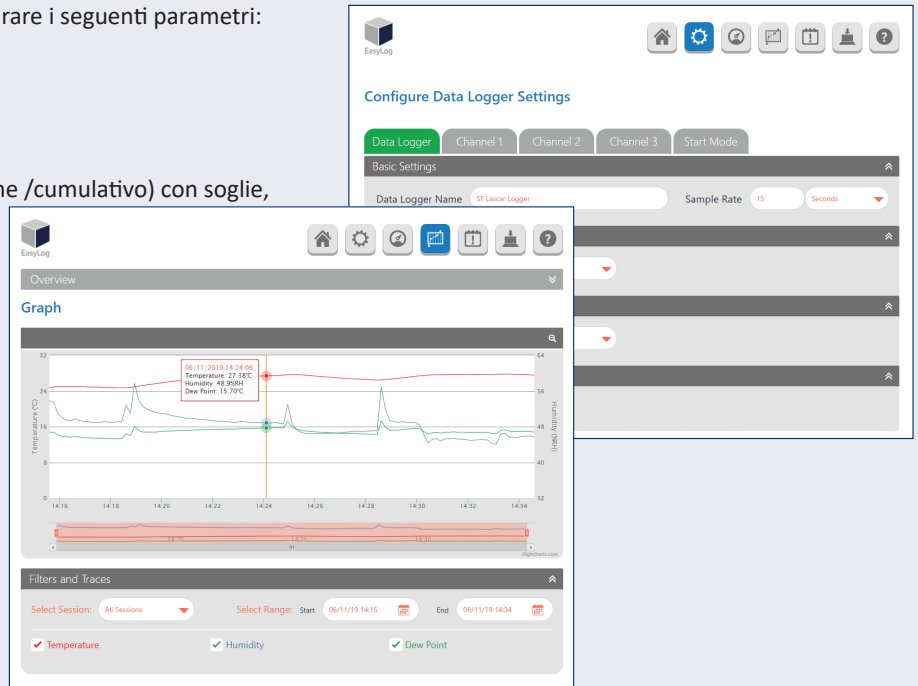 rare i seguenti parametri:
ne /cumulativo) con soglie,
EasyLog
?
Configure Data Logger Settings
Data Logger
Channel 1
Channel 2
Channel 3
Start Mode
Basic Settings
Data Logger Name
SF Lascar Logger
Sample Rate
15
Seconds
EasyLog
?
Overview
Graph
32
24
16
8
0
Temperature (°C)
06/11/2019 14:24:06
Temperature: 27.38°C
Humidity: 48.9%RH
Dew Point: 15.70°C
64
56
48
40
32
Humidity (%RH)
14:16
14:18
14:20
14:22
14:24
14:26
14:28
14:30
14:32
14:34
14:20
14:25
14:30
Highcharts.com
Filters and Traces
Select Session:
All Sessions
Select Range:
Start
06/11/19 14:15
End
06/11/19 14:34
Temperature
Humidity
Dew Point